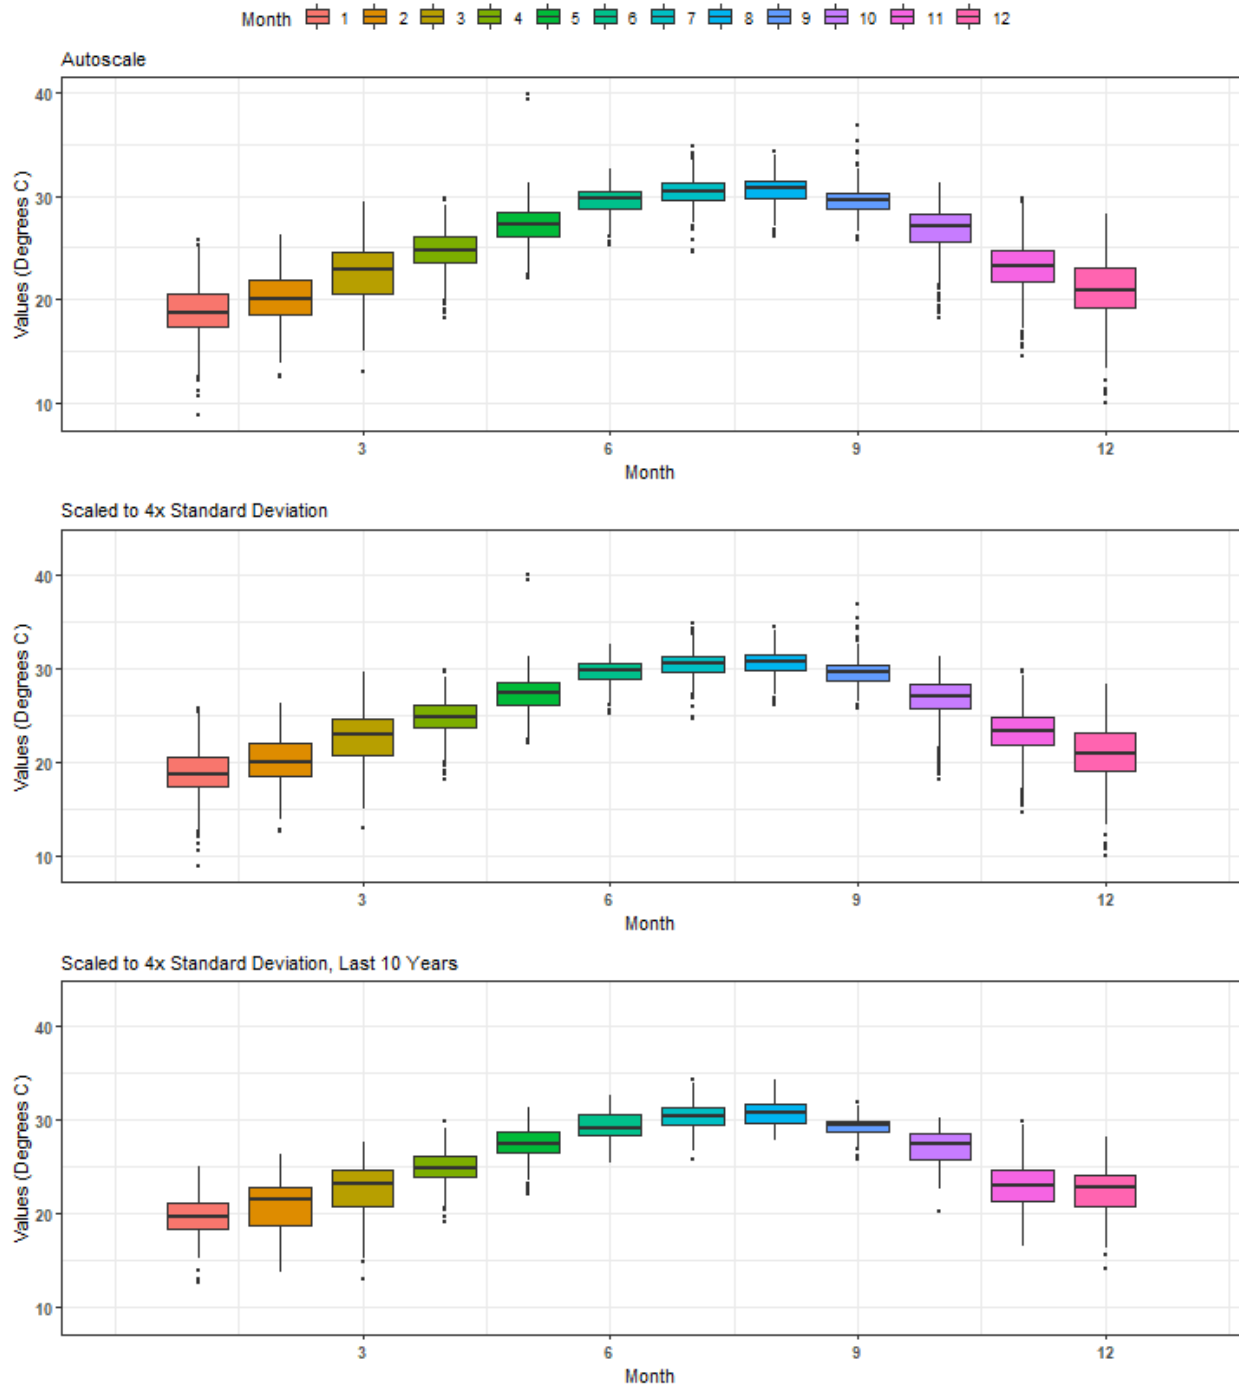 Month 1 2 3 4 5 6 7 8 9 10 11 12
Autoscale
Values (Degrees C)
40
30
20
10
3 6 9 12
Month
Scaled to 4x Standard Deviation
Values (Degrees C)
40
30
20
10
3 6 9 12
Month
Scaled to 4x Standard Deviation, Last 10 Years
Values (Degrees C)
40
30
20
10
3 6 9 12
Month